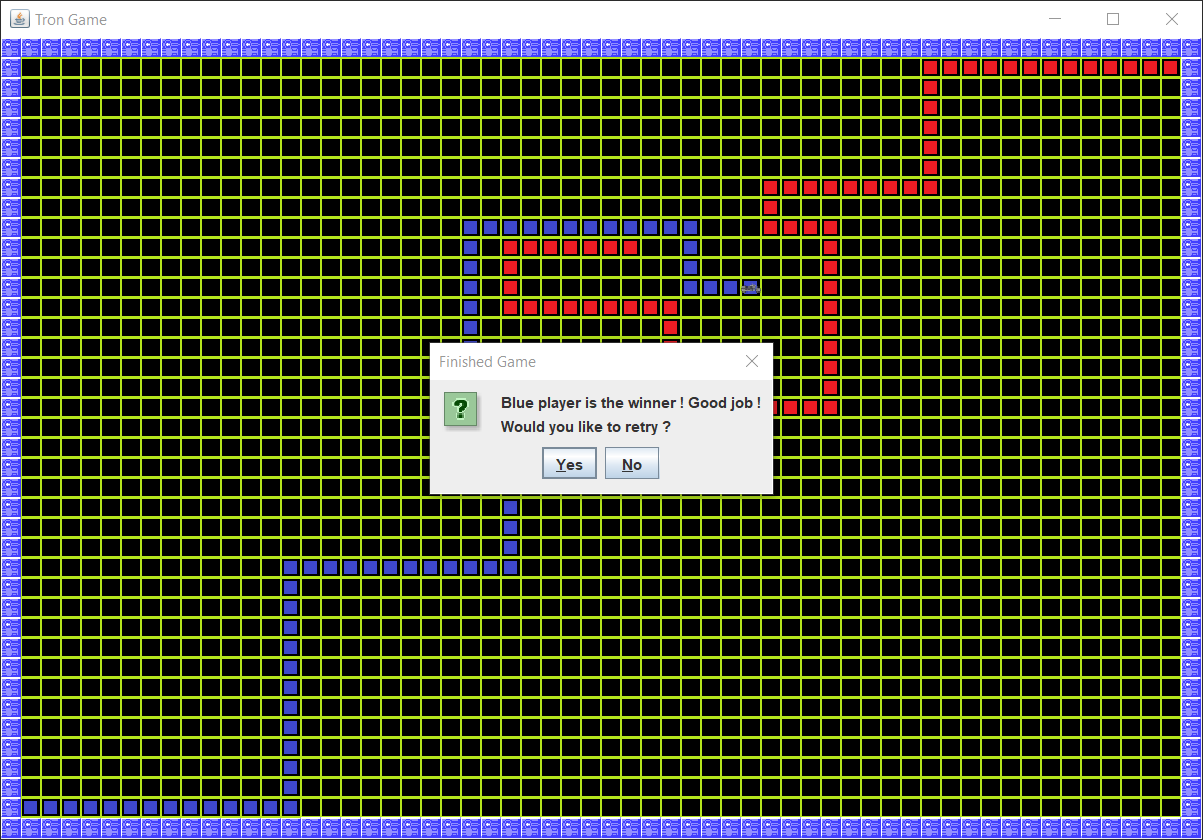 Tron Game
Finished Game
Blue player is the winner ! Good job !
Would you like to retry ?
Yes
No